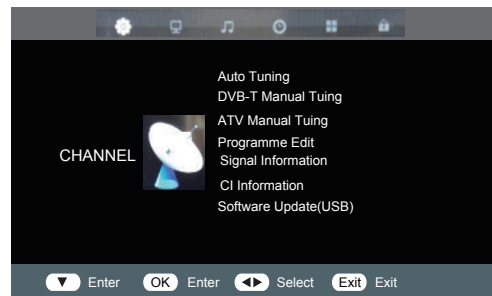 Auto Tuning
DVB-T Manual Tuing
ATV Manual Tuing
Programme Edit
Signal Information
CI Information
Software Update(USB)
CHANNEL
▼ Enter OK Enter ◀▶ Select Exit Exit